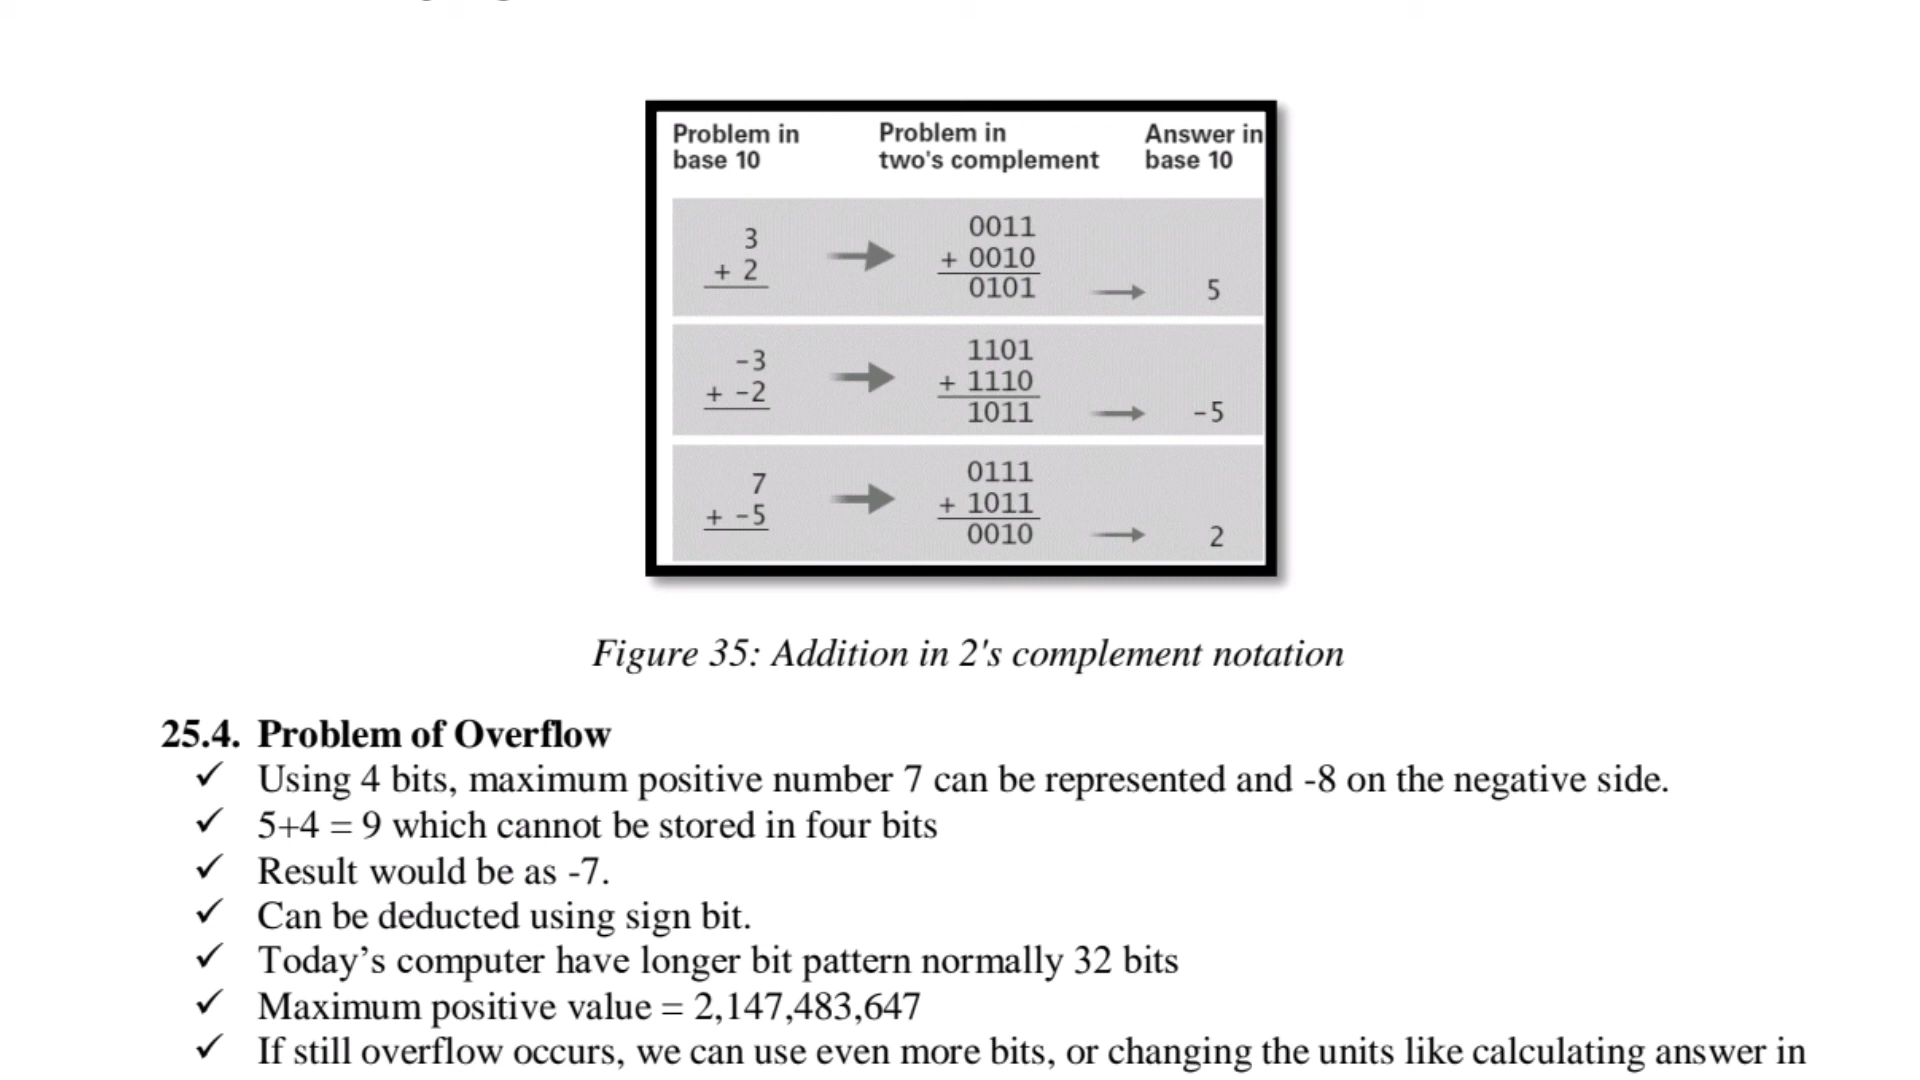 Problem in base 10 Problem in two's complement Answer in base 10
3 0011
+ 2 + 0010
0101 5
-3 1101
+ -2 + 1110
1011 -5
7 0111
+ -5 + 1011
0010 2
Figure 35: Addition in 2's complement notation
25.4. Problem of Overflow
✓ Using 4 bits, maximum positive number 7 can be represented and -8 on the negative side.
✓ 5+4 = 9 which cannot be stored in four bits
✓ Result would be as -7.
✓ Can be deducted using sign bit.
✓ Today’s computer have longer bit pattern normally 32 bits
✓ Maximum positive value = 2,147,483,647
✓ If still overflow occurs, we can use even more bits, or changing the units like calculating answer in